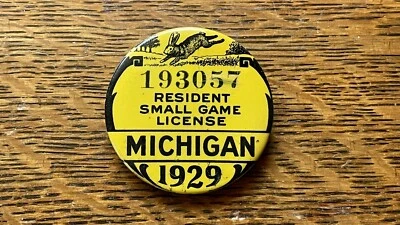 193057
RESIDENT
SMALL GAME
LICENSE
MICHIGAN
1929